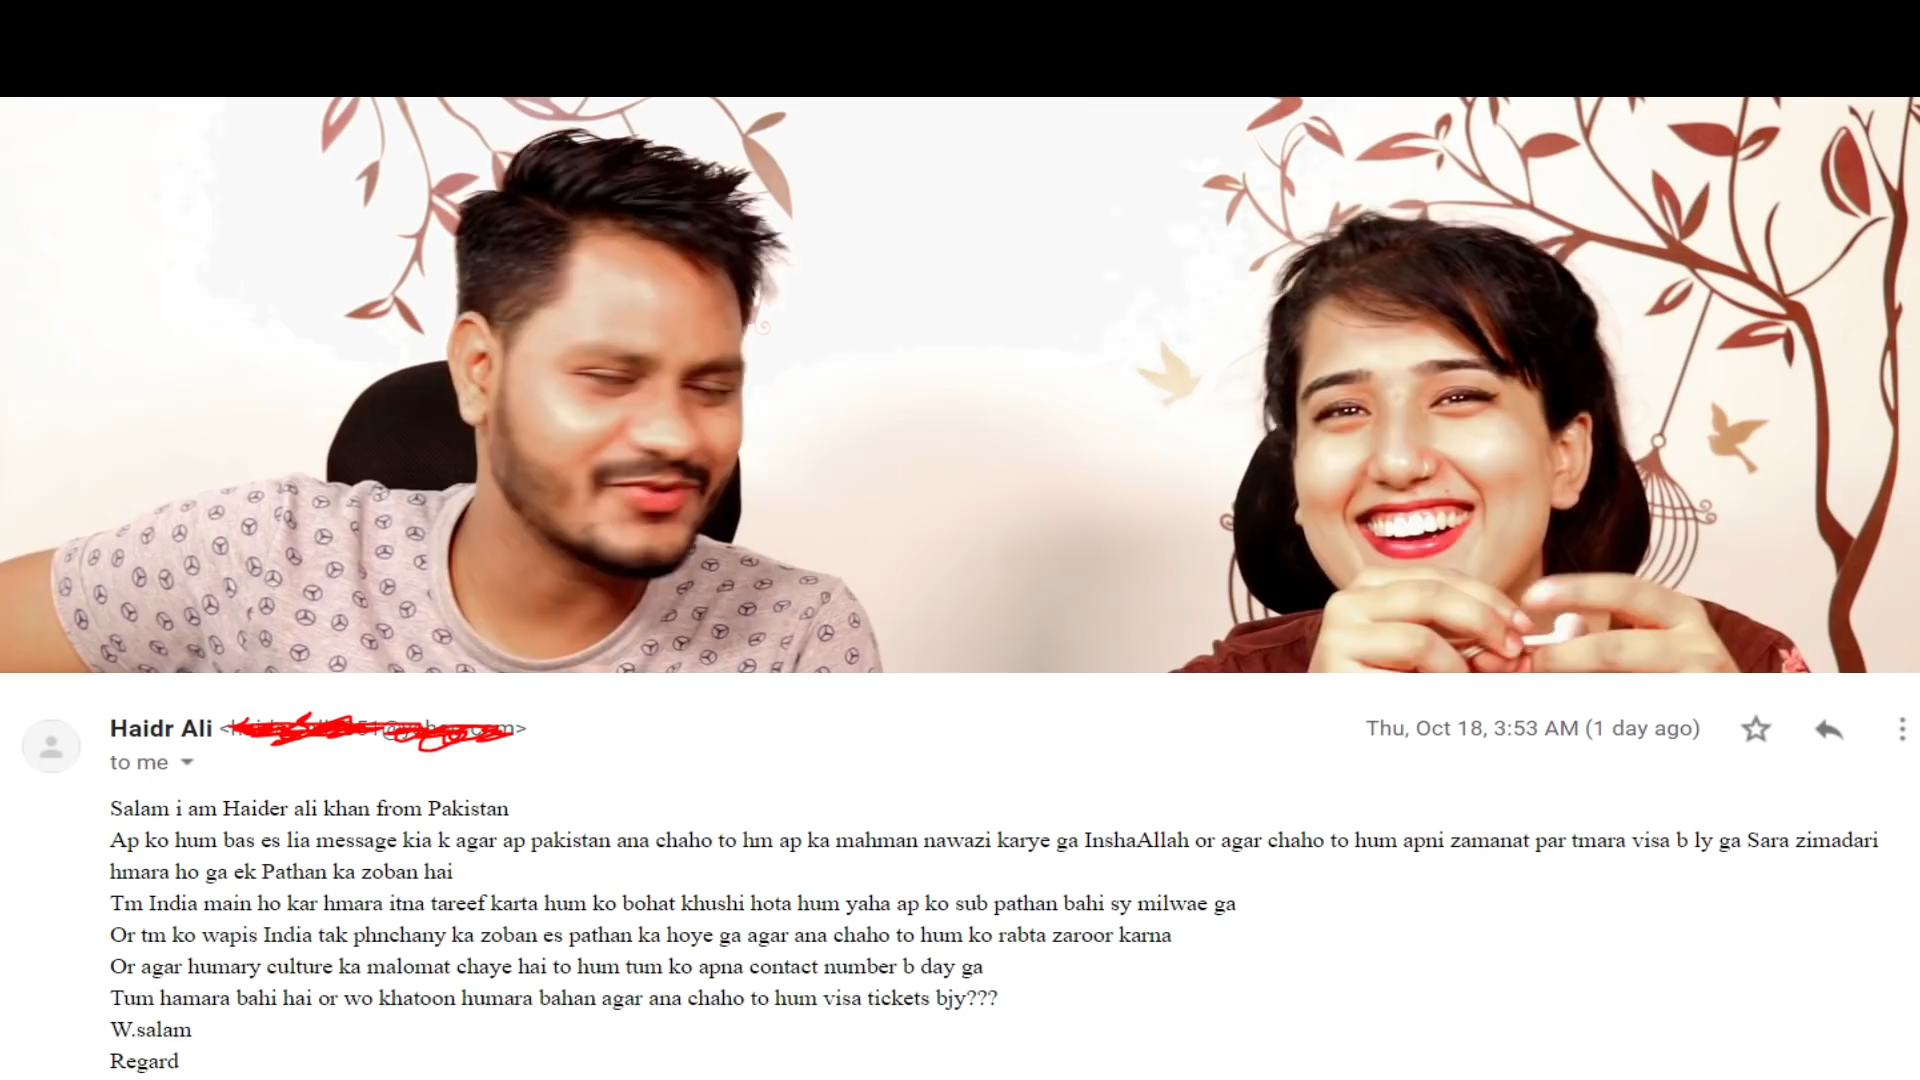 Haidr Ali
Thu, Oct 18, 3:53 AM (1 day ago)
to me
Salam i am Haider ali khan from Pakistan
Ap ko hum bas es lia message kia k agar ap pakistan ana chaho to hm ap ka mahman nawazi karye ga InshaAllah or agar chaho to hum apni zamanat par tmara visa b ly ga Sara zimadari
hmara ho ga ek Pathan ka zoban hai
Tm India main ho kar hmara itna tareef karta hum ko bohat khushi hota hum yaha ap ko sub pathan bahi sy milwae ga
Or tm ko wapis India tak phnchany ka zoban es pathan ka hoye ga agar ana chaho to hum ko rabta zaroor karna
Or agar humary culture ka malomat chaye hai to hum tum ko apna contact number b day ga
Tum hamara bahi hai or wo khatoon humara bahan agar ana chaho to hum visa tickets bjy???
W.salam
Regard